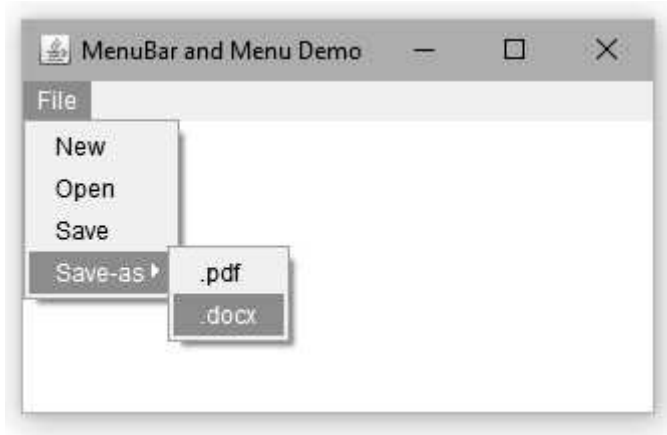 MenuBar and Menu Demo
File
New
Open
Save
Save-as
.pdf
.docx